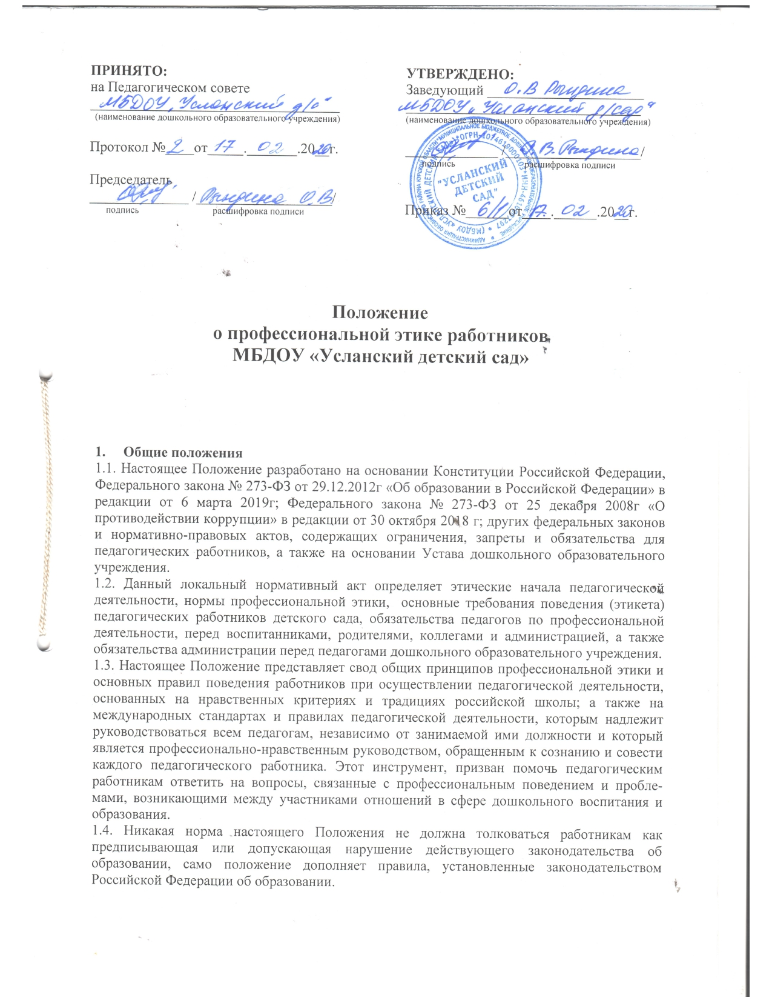 ПРИНЯТО:
на Педагогическом совете
МБДОУ „Усланский д/с"
(наименование дошкольного образовательного учреждения)
Протокол № 2 от 17 . 02 .2020 г.
Председатель
/ Рындина О.В/
подпись расшифровка подписи
УТВЕРЖДЕНО:
Заведующий О.В Рындина
МБДОУ „Усланский д/сад"
(наименование дошкольного образовательного учреждения)
/ О.В. Рындина/
подпись расшифровка подписи
"УСЛАНСКИЙ
ДЕТСКИЙ
САД"
Приказ № 6/1 от 17 . 02 .2020 г.
Положение
о профессиональной этике работников
МБДОУ «Усланский детский сад»
1. Общие положения
1.1. Настоящее Положение разработано на основании Конституции Российской Федерации,
Федерального закона № 273-ФЗ от 29.12.2012г «Об образовании в Российской Федерации» в
редакции от 6 марта 2019г; Федерального закона № 273-ФЗ от 25 декабря 2008г «О
противодействии коррупции» в редакции от 30 октября 2018 г; других федеральных законов
и нормативно-правовых актов, содержащих ограничения, запреты и обязательства для
педагогических работников, а также на основании Устава дошкольного образовательного
учреждения.
1.2. Данный локальный нормативный акт определяет этические начала педагогической
деятельности, нормы профессиональной этики, основные требования поведения (этикета)
педагогических работников детского сада, обязательства педагогов по профессиональной
деятельности, перед воспитанниками, родителями, коллегами и администрацией, а также
обязательства администрации перед педагогами дошкольного образовательного учреждения.
1.3. Настоящее Положение представляет свод общих принципов профессиональной этики и
основных правил поведения работников при осуществлении педагогической деятельности,
основанных на нравственных критериях и традициях российской школы; а также на
международных стандартах и правилах педагогической деятельности, которым надлежит
руководствоваться всем педагогам, независимо от занимаемой ими должности и который
является профессионально-нравственным руководством, обращенным к сознанию и совести
каждого педагогического работника. Этот инструмент, призван помочь педагогическим
работникам ответить на вопросы, связанные с профессиональным поведением и пробле-
мами, возникающими между участниками отношений в сфере дошкольного воспитания и
образования.
1.4. Никакая норма настоящего Положения не должна толковаться работникам как
предписывающая или допускающая нарушение действующего законодательства об
образовании, само положение дополняет правила, установленные законодательством
Российской Федерации об образовании.